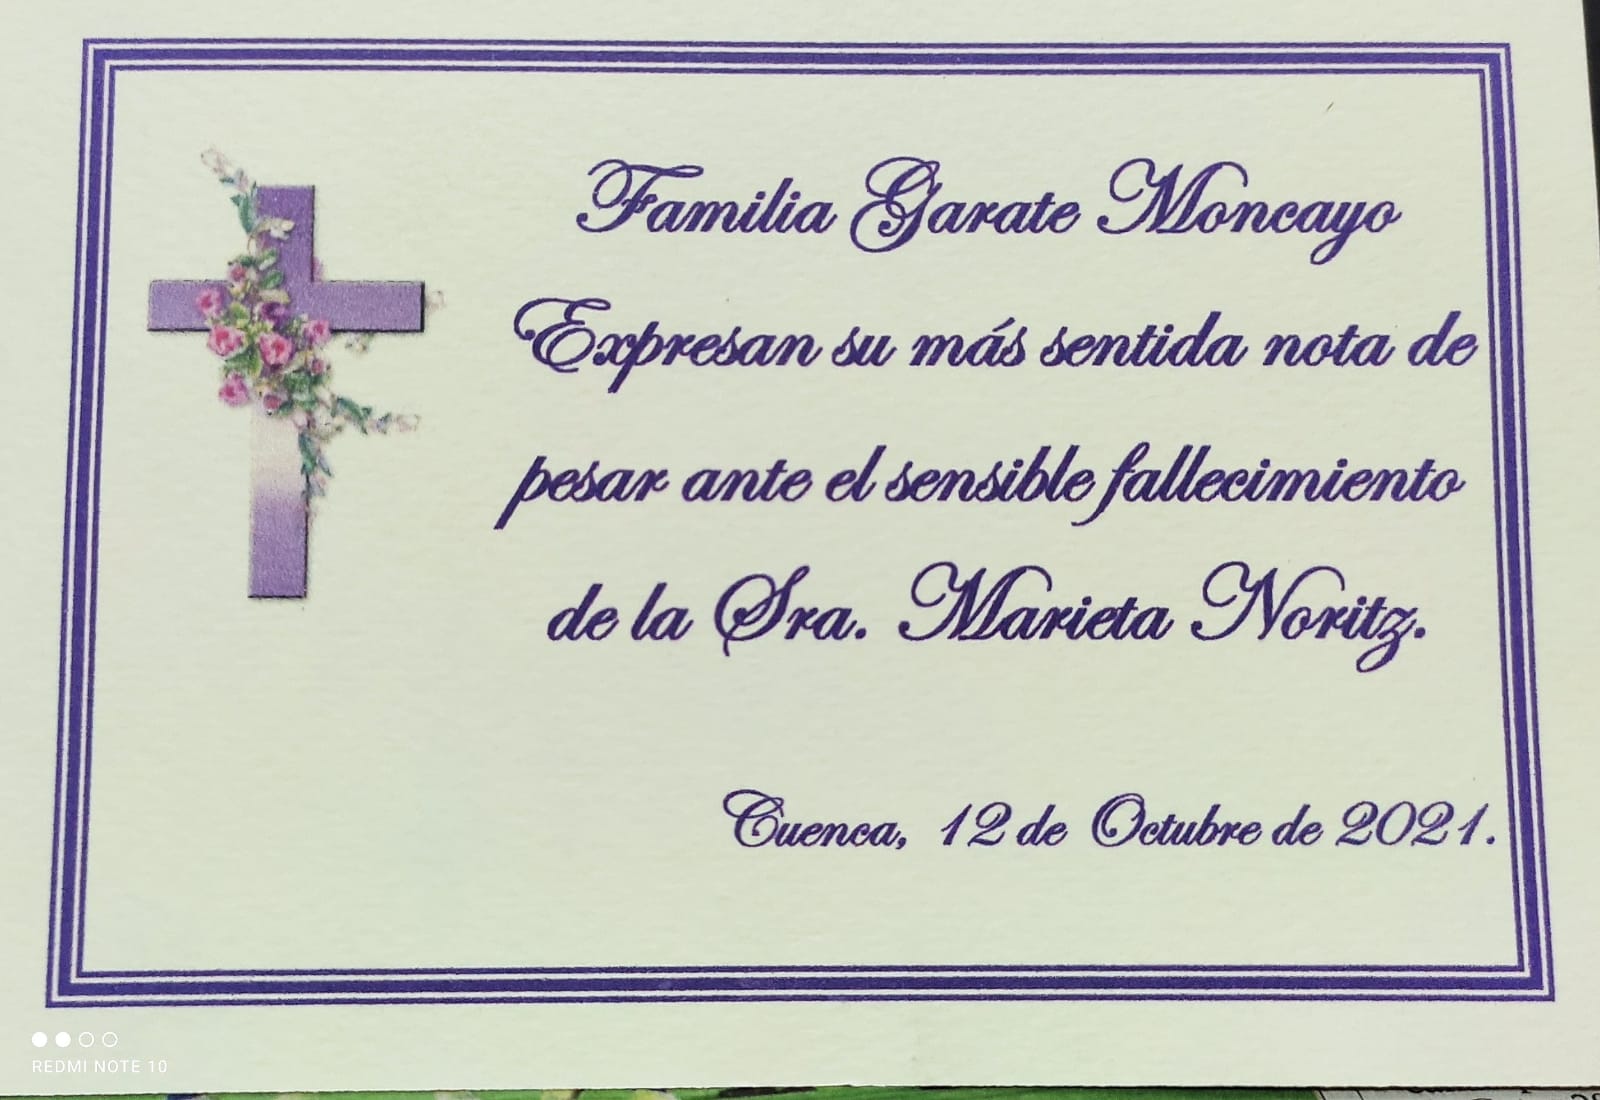 Familia Garate Moncayo
Expresan su más sentida nota de
pesar ante el sensible fallecimiento
de la Sra. Marieta Noritz.
Cuenca, 12 de Octubre de 2021.
REDMI NOTE 10